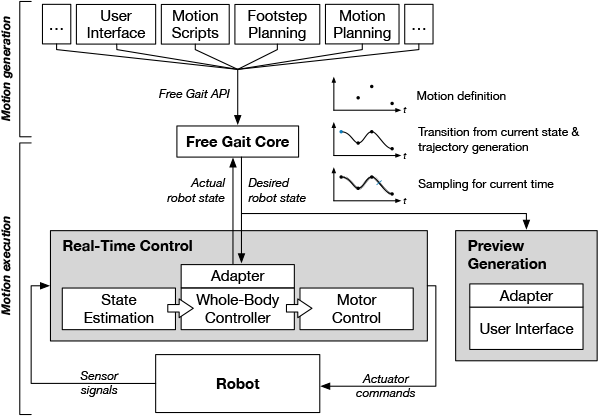 Motion generation
...
User
Interface
Motion
Scripts
Footstep
Planning
Motion
Planning
...
Free Gait API
Free Gait Core
t
Motion definition
t
Transition from current state &
trajectory generation
t
Sampling for current time
Motion execution
Actual
robot state
Desired
robot state
Real-Time Control
Adapter
State
Estimation
Whole-Body
Controller
Motor
Control
Preview
Generation
Adapter
User Interface
Sensor
signals
Robot
Actuator
commands